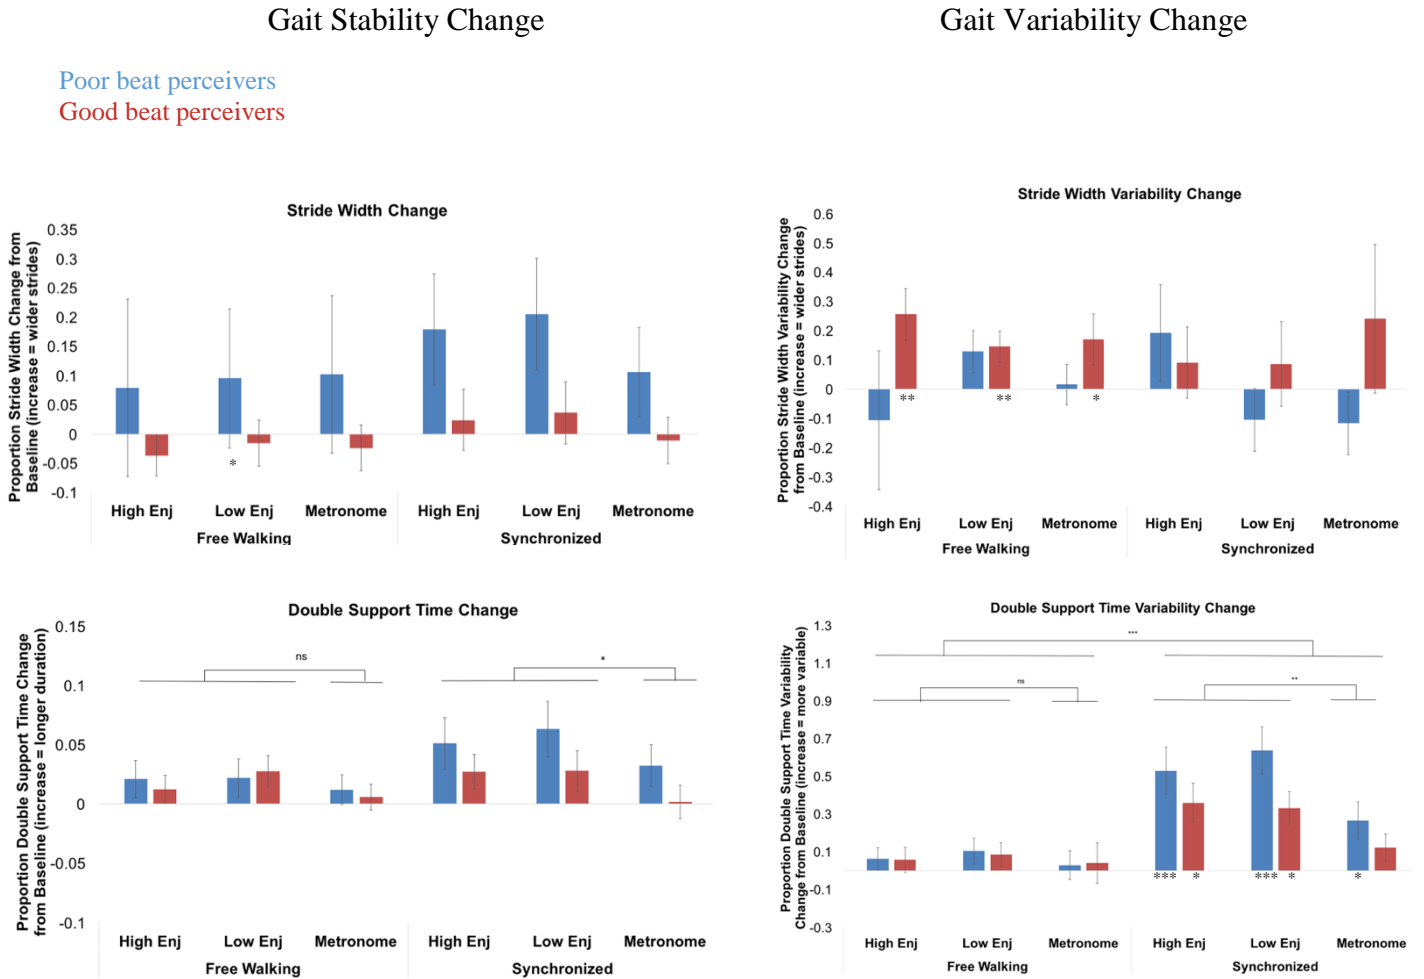 Gait Stability Change
Gait Variability Change
Poor beat perceivers
Good beat perceivers
Stride Width Change
Proportion Stride Width Change from
Baseline (increase = wider strides)
0.35
0.3
0.25
0.2
0.15
0.1
0.05
0
-0.05
-0.1
*
High Enj Low Enj Metronome High Enj Low Enj Metronome
Free Walking Synchronized
Stride Width Variability Change
Proportion Stride Width Variability Change
from Baseline (increase = wider strides)
0.6
0.5
0.4
0.3
0.2
0.1
0
-0.1
-0.2
-0.3
-0.4
** ** *
High Enj Low Enj Metronome High Enj Low Enj Metronome
Free Walking Synchronized
Double Support Time Change
Proportion Double Support Time Change
from Baseline (increase = longer duration)
0.15
0.1
0.05
0
-0.05
-0.1
ns *
High Enj Low Enj Metronome High Enj Low Enj Metronome
Free Walking Synchronized
Double Support Time Variability Change
Proportion Double Support Time Variability
Change from Baseline (increase = more variable)
1.3
1.1
0.9
0.7
0.5
0.3
0.1
-0.1
-0.3
***
ns **
*** * *** * *
High Enj Low Enj Metronome High Enj Low Enj Metronome
Free Walking Synchronized